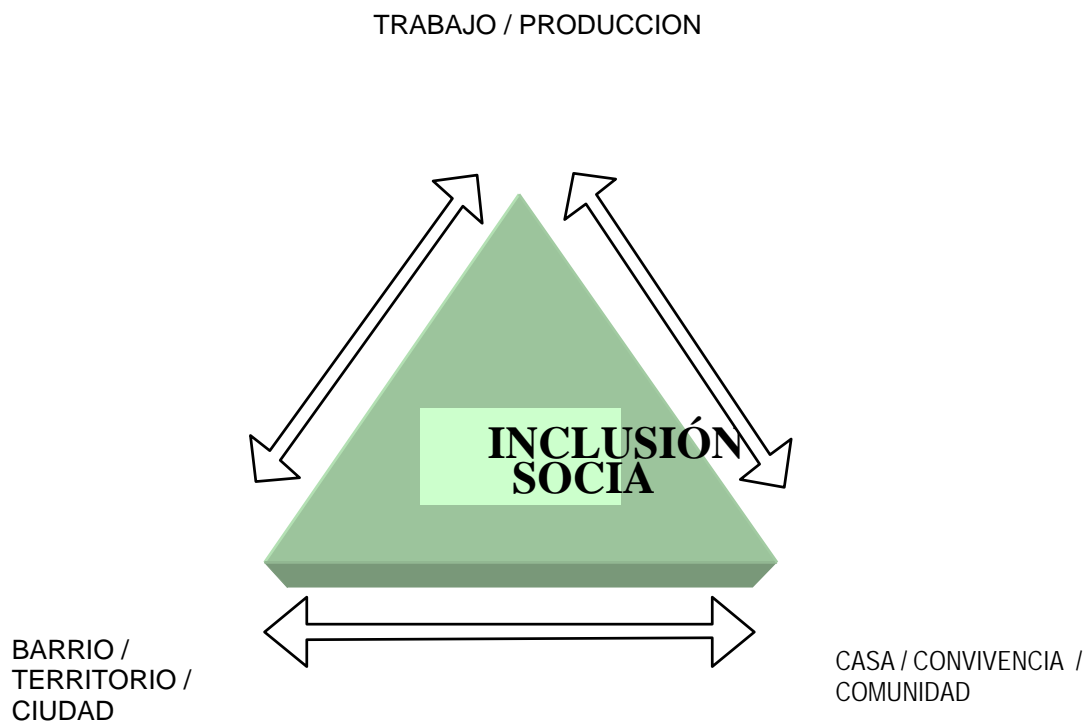 TRABAJO / PRODUCCION
INCLUSIÓN
SOCIA
BARRIO /
TERRITORIO /
CIUDAD
CASA / CONVIVENCIA /
COMUNIDAD